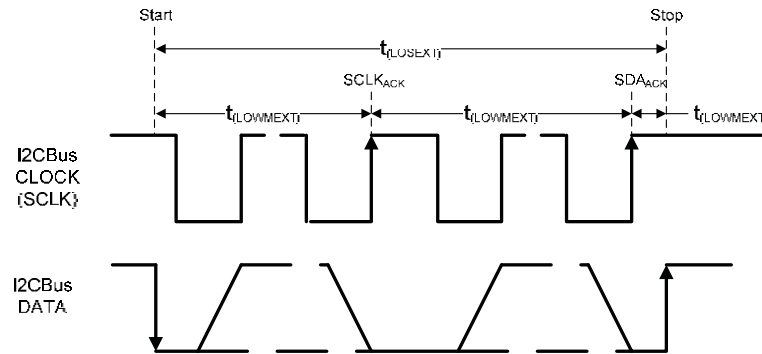 Start Stop
t(LOSEXT)
SCLKACK SDAACK
t(LOWMEXT) t(LOWMEXT) t(LOWMEXT)
I2CBus
CLOCK
(SCLK)
I2CBus
DATA